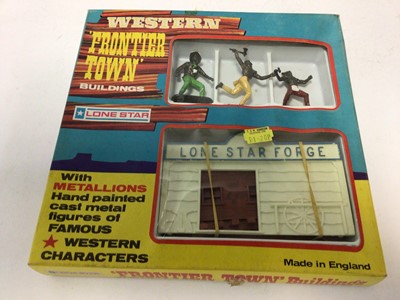 WESTERN
'FRONTIER
TOWN'
BUILDINGS
LONE STAR
LONE STAR FORGE
With
METALLIONS
Hand painted
cast metal
figures of
FAMOUS
WESTERN
CHARACTERS
Made in England
'FRONTIER TOWN' Buildings